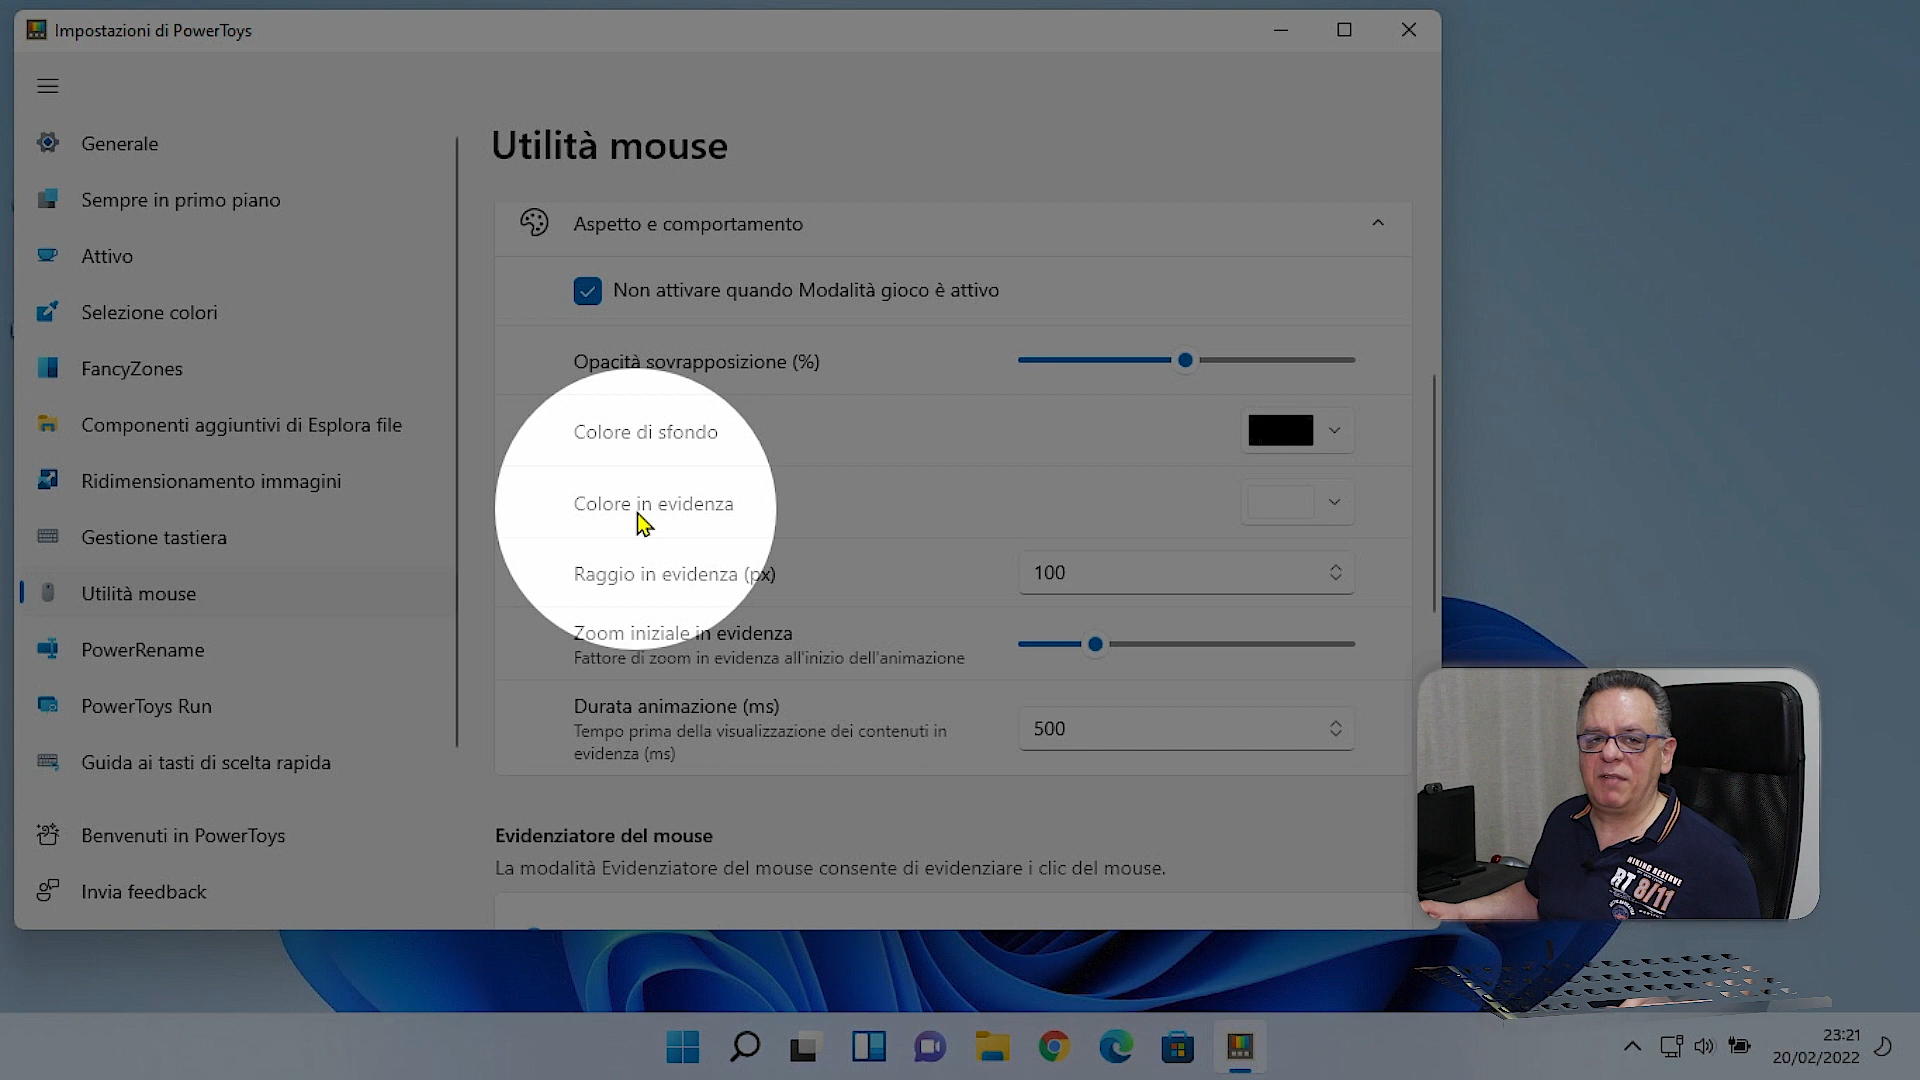 Impostazioni di PowerToys
Generale
Sempre in primo piano
Attivo
Selezione colori
FancyZones
Componenti aggiuntivi di Esplora file
Ridimensionamento immagini
Gestione tastiera
Utilità mouse
PowerRename
PowerToys Run
Guida ai tasti di scelta rapida
Benvenuti in PowerToys
Invia feedback
Utilità mouse
Aspetto e comportamento
Non attivare quando Modalità gioco è attivo
Opacità sovrapposizione (%)
Colore di sfondo
Colore in evidenza
Raggio in evidenza (px)
100
Zoom iniziale in evidenza
Fattore di zoom in evidenza all'inizio dell'animazione
Durata animazione (ms)
Tempo prima della visualizzazione dei contenuti in
evidenza (ms)
500
Evidenziatore del mouse
La modalità Evidenziatore del mouse consente di evidenziare i clic del mouse.
RT 8/11
23:21
20/02/2022